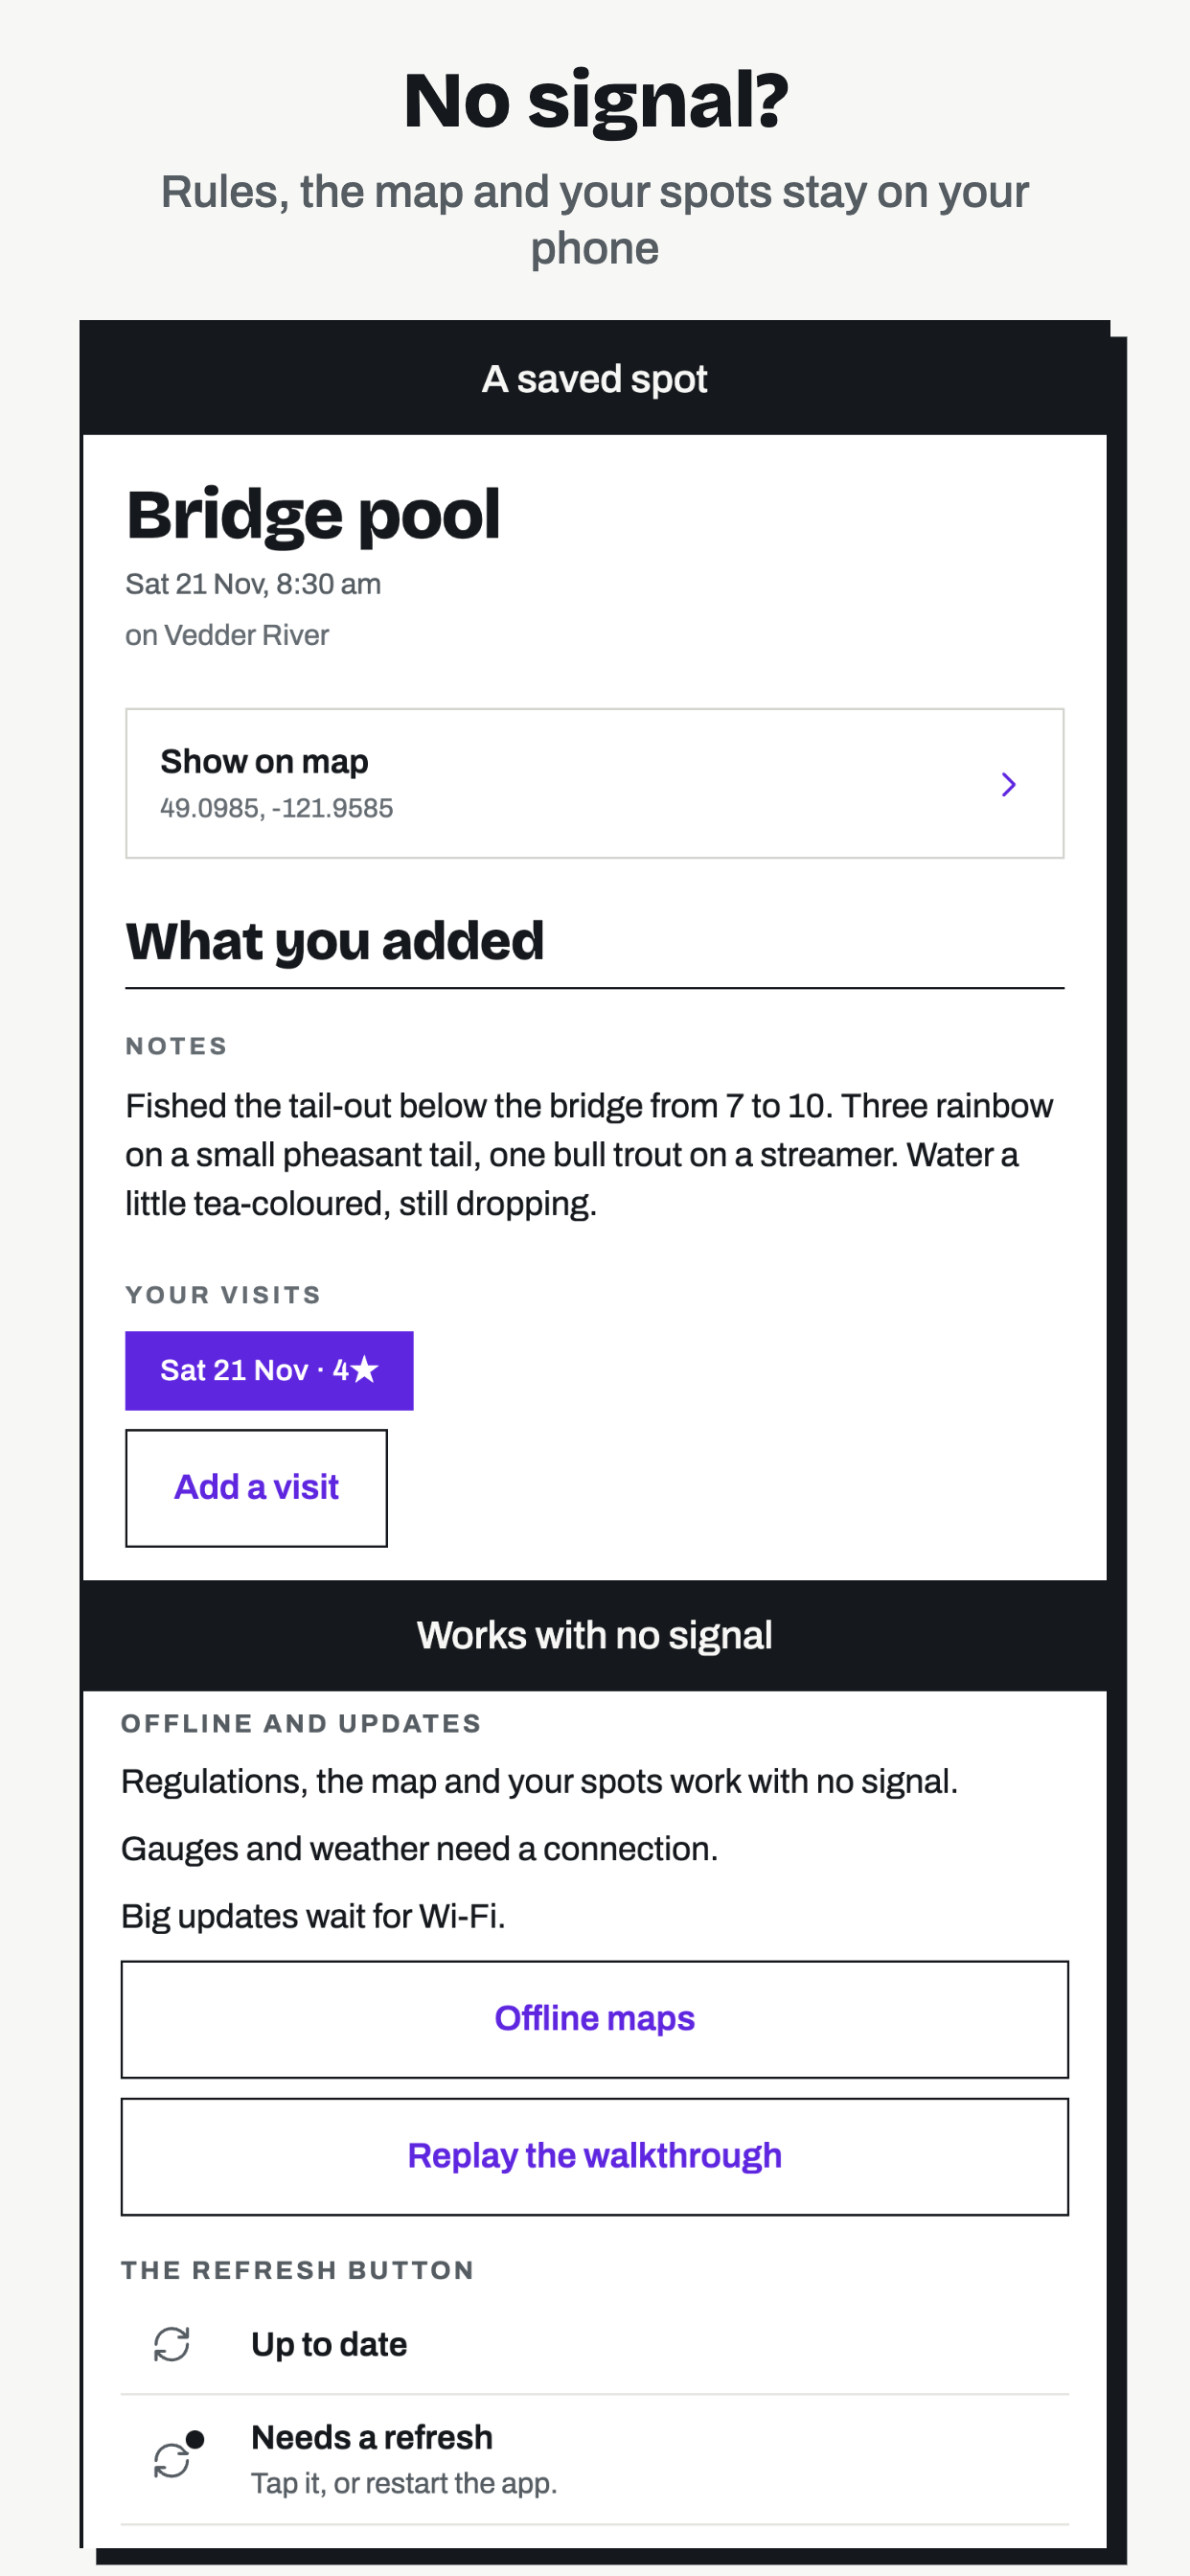 No signal?
Rules, the map and your spots stay on your
phone
A saved spot
Bridge pool
Sat 21 Nov, 8:30 am
on Vedder River
Show on map
49.0985, -121.9585
What you added
NOTES
Fished the tail-out below the bridge from 7 to 10. Three rainbow
on a small pheasant tail, one bull trout on a streamer. Water a
little tea-coloured, still dropping.
YOUR VISITS
Sat 21 Nov · 4★
Add a visit
Works with no signal
OFFLINE AND UPDATES
Regulations, the map and your spots work with no signal.
Gauges and weather need a connection.
Big updates wait for Wi-Fi.
Offline maps
Replay the walkthrough
THE REFRESH BUTTON
Up to date
Needs a refresh
Tap it, or restart the app.